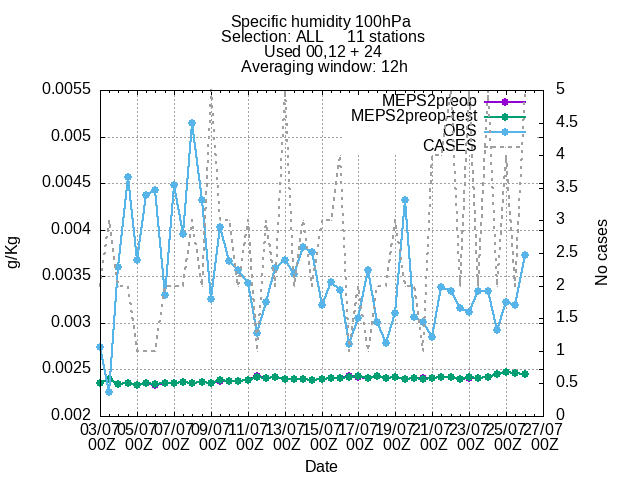 Specific humidity 100hPa
Selection: ALL 11 stations
Used 00,12 + 24
Averaging window: 12h
MEPS2preop
MEPS2preop-test
OBS
CASES
0.0055
0.005
0.0045
0.004
0.0035
0.003
0.0025
0.002
g/Kg
5
4.5
4
3.5
3
2.5
2
1.5
1
0.5
0
No cases
03/07 05/07 07/07 09/07 11/07 13/07 15/07 17/07 19/07 21/07 23/07 25/07 27/07
00Z 00Z 00Z 00Z 00Z 00Z 00Z 00Z 00Z 00Z 00Z 00Z 00Z
Date